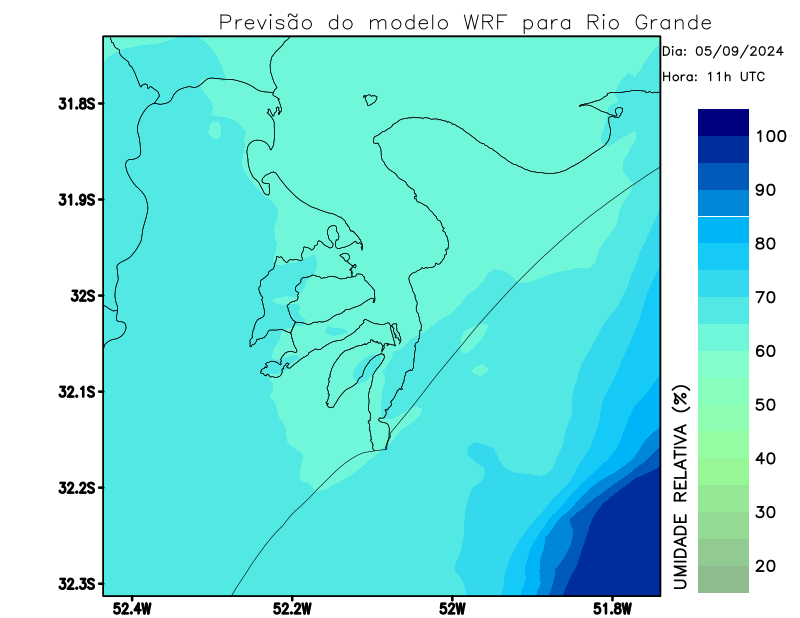 Previsão do modelo WRF para Rio Grande
Dia: 05/09/2024
Hora: 11h UTC
31.8S
31.9S
32S
32.1S
32.2S
32.3S
52.4W
52.2W
52W
51.8W
100
90
80
70
60
50
40
30
20
UMIDADE RELATIVA (%)